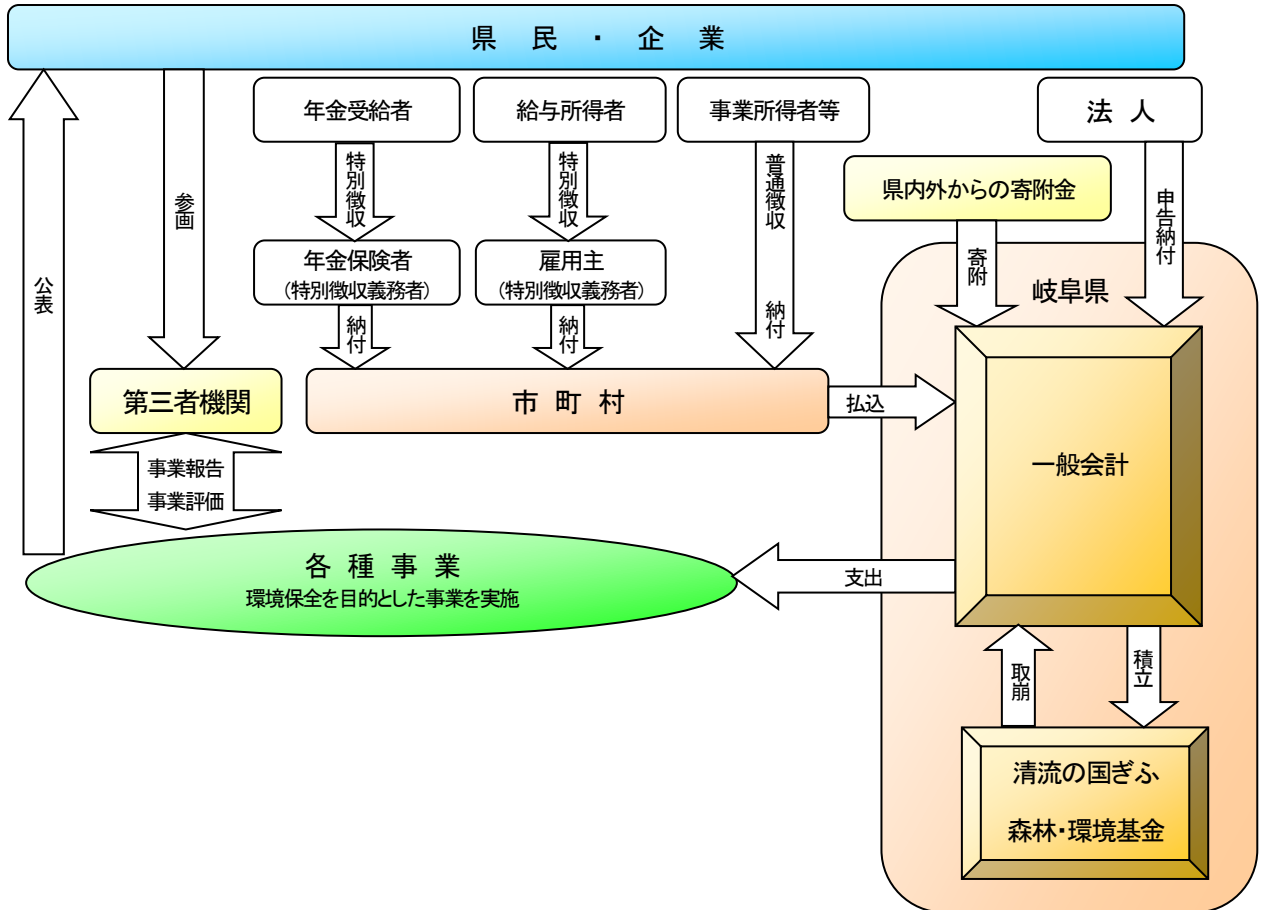 県民・企業
年金受給者
給与所得者
事業所得者等
法人
県内外からの寄附金
参画
公表
特別徴収
特別徴収
普通徴収
納付
寄附
申告納付
年金保険者
(特別徴収義務者)
雇用主
(特別徴収義務者)
岐阜県
納付
納付
第三者機関
市町村
払込
一般会計
事業報告
事業評価
各種事業
環境保全を目的とした事業を実施
支出
取崩
積立
清流の国ぎふ
森林・環境基金